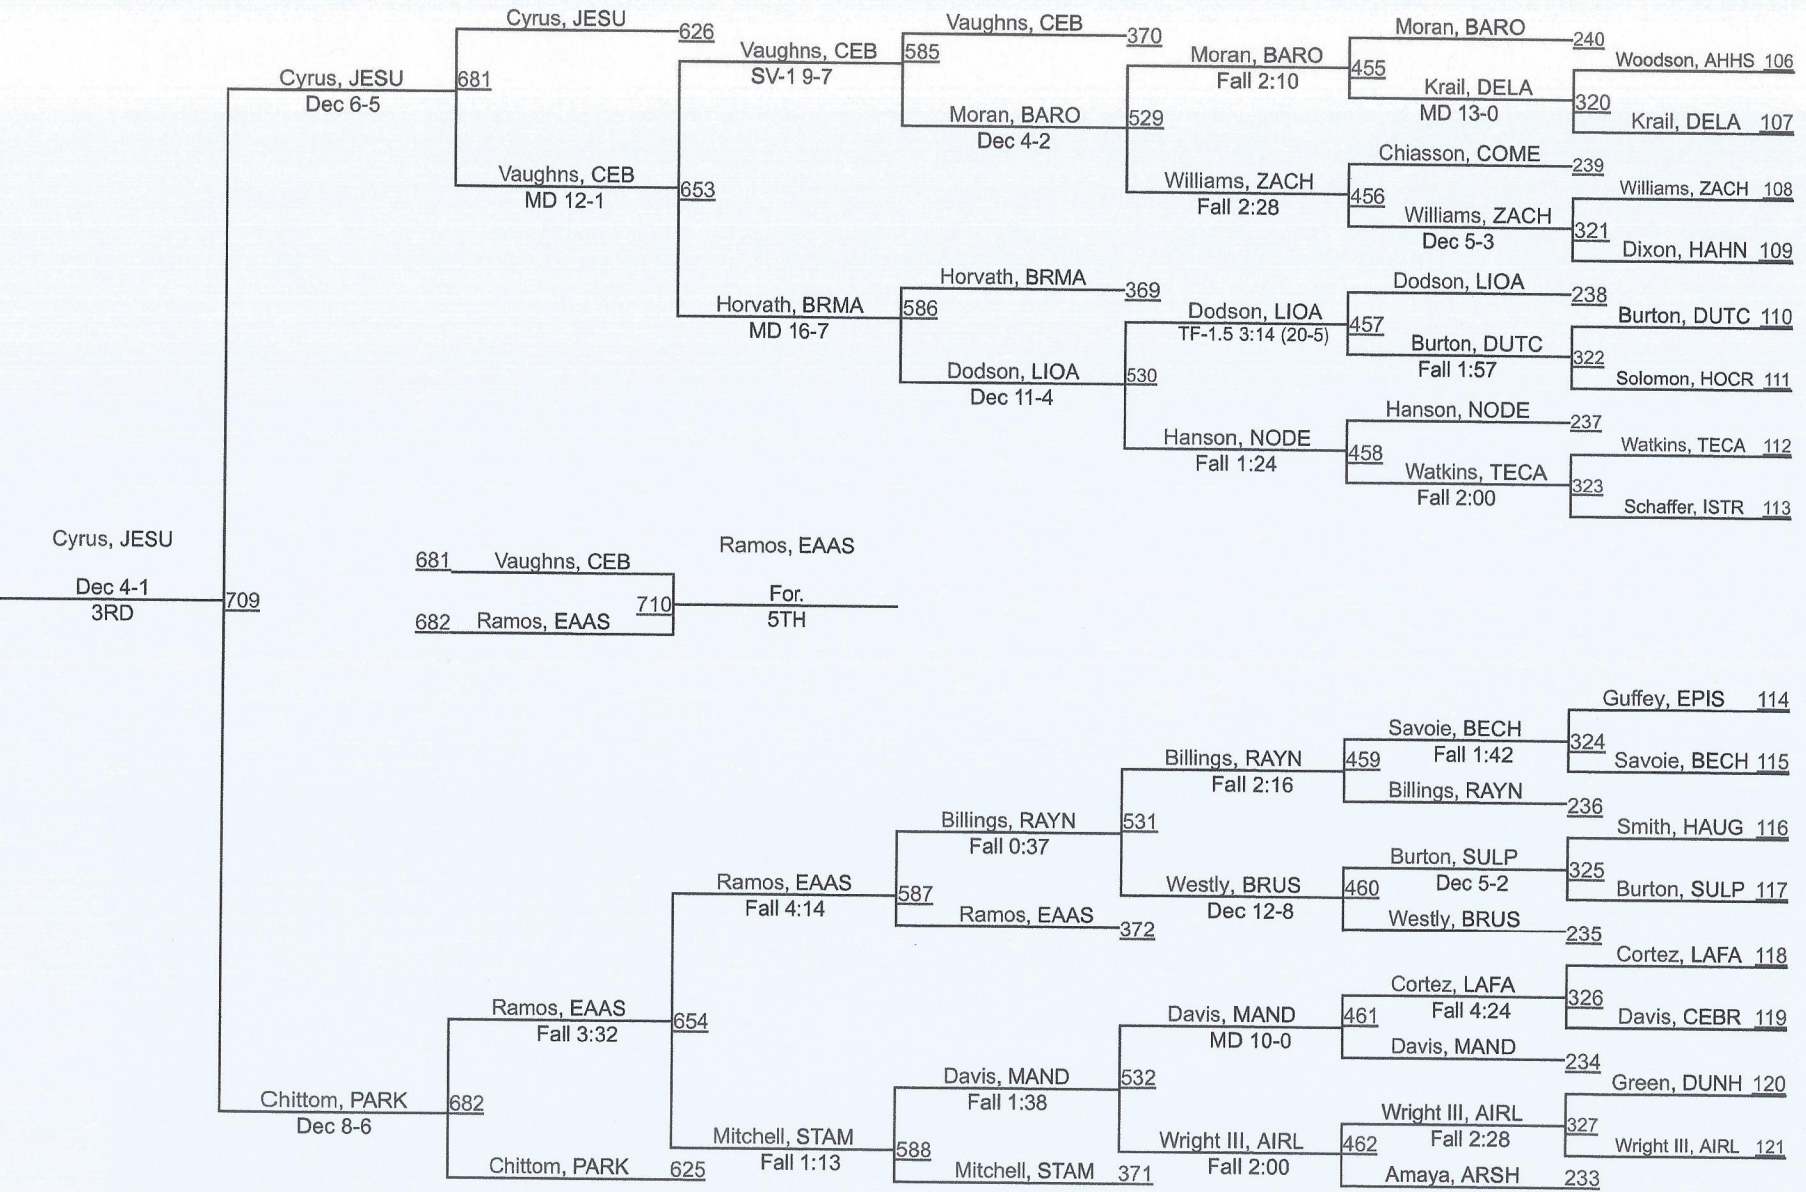 Cyrus, JESU
626
Vaughns, CEB
SV-1 9-7
585
Vaughns, CEB
370
Moran, BARO
Fall 2:10
455
Moran, BARO
240
Woodson, AHHS 106
Cyrus, JESU
Dec 6-5
681
Krail, DELA
MD 13-0
320
Krail, DELA 107
Moran, BARO
Dec 4-2
529
Chiasson, COME
239
Vaughns, CEB
MD 12-1
653
Williams, ZACH
Fall 2:28
456
Williams, ZACH 108
Williams, ZACH
Dec 5-3
321
Dixon, HAHN 109
Horvath, BRMA
369
Dodson, LIOA
238
Horvath, BRMA
MD 16-7
586
Dodson, LIOA
TF-1.5 3:14 (20-5)
457
Burton, DUTC 110
Burton, DUTC
Fall 1:57
322
Solomon, HOCR 111
Dodson, LIOA
Dec 11-4
530
Hanson, NODE
237
Hanson, NODE
Fall 1:24
458
Watkins, TECA 112
Watkins, TECA
Fall 2:00
323
Schaffer, ISTR 113
Cyrus, JESU
Dec 4-1
3RD
709
681 Vaughns, CEB
682 Ramos, EAAS
710
Ramos, EAAS
For.
5TH
Guffey, EPIS 114
Savoie, BECH
Fall 1:42
324
Savoie, BECH 115
Billings, RAYN
Fall 2:16
459
Billings, RAYN
236
Billings, RAYN
Fall 0:37
531
Smith, HAUG 116
Burton, SULP
Dec 5-2
325
Burton, SULP 117
Ramos, EAAS
Fall 4:14
587
Westly, BRUS
Dec 12-8
460
Westly, BRUS
235
Ramos, EAAS
372
Cortez, LAFA 118
Ramos, EAAS
Fall 3:32
654
Cortez, LAFA
Fall 4:24
326
Davis, CEBR 119
Davis, MAND
MD 10-0
461
Davis, MAND
234
Davis, MAND
Fall 1:38
532
Green, DUNH 120
Chittom, PARK
Dec 8-6
682
Wright III, AIRL
Fall 2:28
327
Wright III, AIRL 121
Mitchell, STAM
Fall 1:13
588
Wright III, AIRL
Fall 2:00
462
Chittom, PARK
625
Mitchell, STAM
371
Amaya, ARSH
233